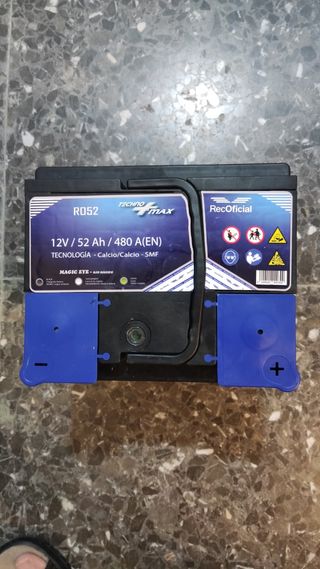 TECHNO
MAX
R052
RecOficial
12V / 52 Ah / 480 A(EN)
TECNOLOGÍA - Calcio/Calcio - SMF
MAGIC EYE
-
+